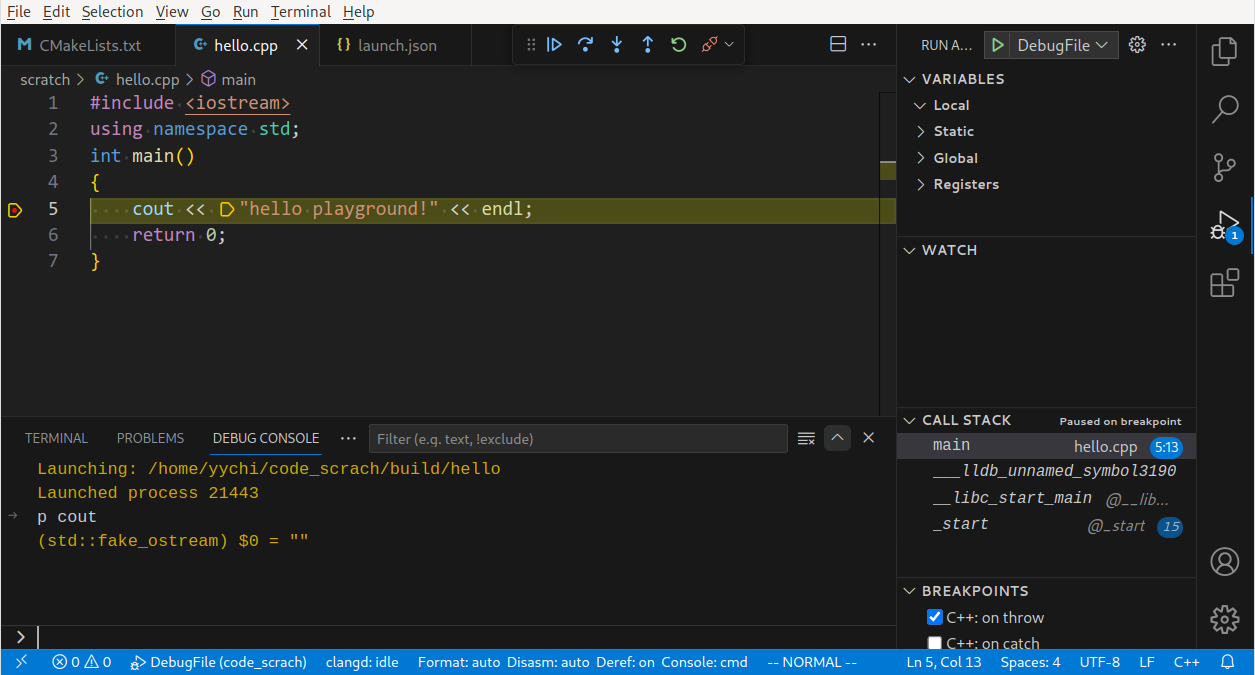 File Edit Selection View Go Run Terminal Help
CMakeLists.txt hello.cpp launch.json
RUN A... DebugFile
scratch > hello.cpp > main
1 #include <iostream>
2 using namespace std;
3 int main()
4 {
5 cout << "hello playground!" << endl;
6 return 0;
7 }
VARIABLES
Local
Static
Global
Registers
WATCH
1
CALL STACK Paused on breakpoint
main hello.cpp 5:13
___lldb_unnamed_symbol3190
__libc_start_main @__lib...
_start @_start 15
BREAKPOINTS
C++: on throw
C++: on catch
TERMINAL PROBLEMS DEBUG CONSOLE Filter (e.g. text, !exclude)
Launching: /home/yychi/code_scrach/build/hello
Launched process 21443
p cout
(std::fake_ostream) $0 = ""
0 0 DebugFile (code_scrach) clangd: idle Format: auto Disasm: auto Deref: on Console: cmd -- NORMAL -- Ln 5, Col 13 Spaces: 4 UTF-8 LF C++